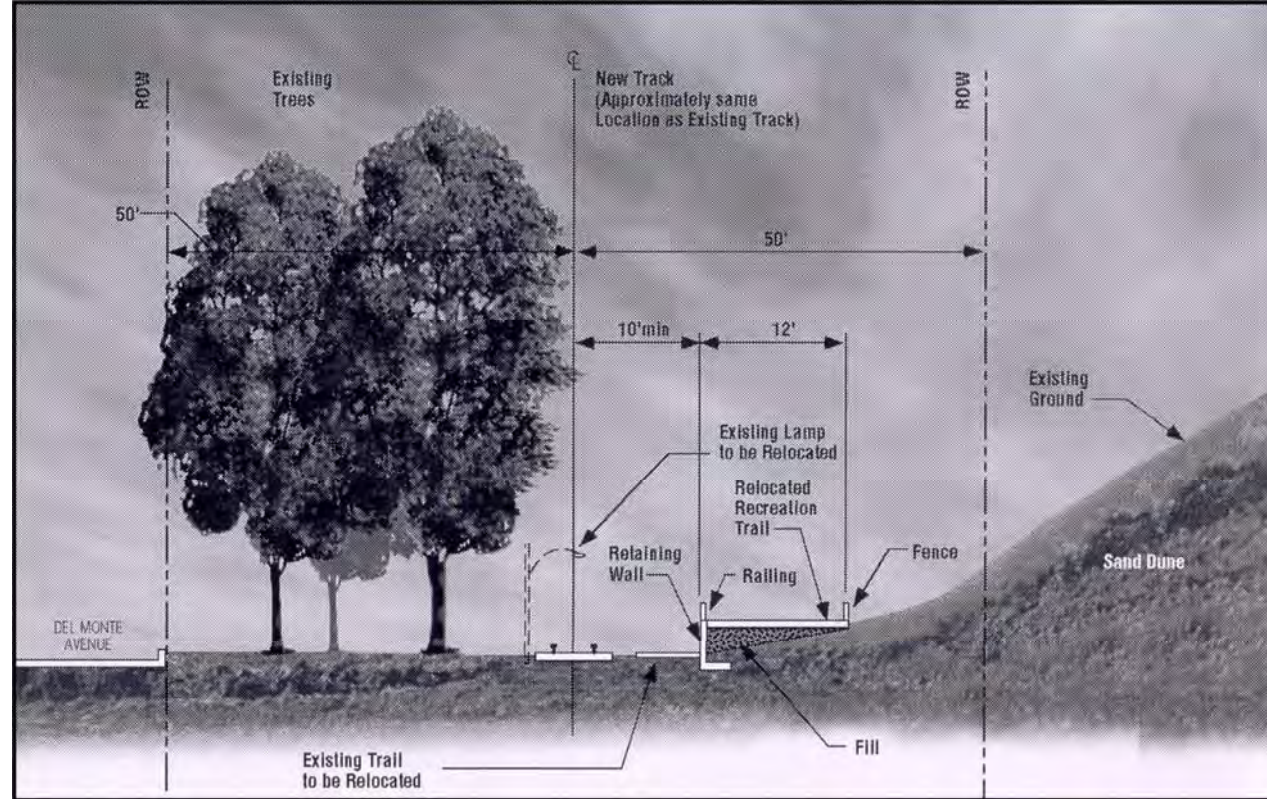 ROW
Existing
Trees
℄
New Track
(Approximately same
Location as Existing Track)
ROW
50'
50'
10'min
12'
Existing
Ground
Existing Lamp
to be Relocated
Relocated
Recreation
Trail
Retaining
Wall
Railing
Fence
Sand Dune
DEL MONTE
AVENUE
Fill
Existing Trail
to be Relocated